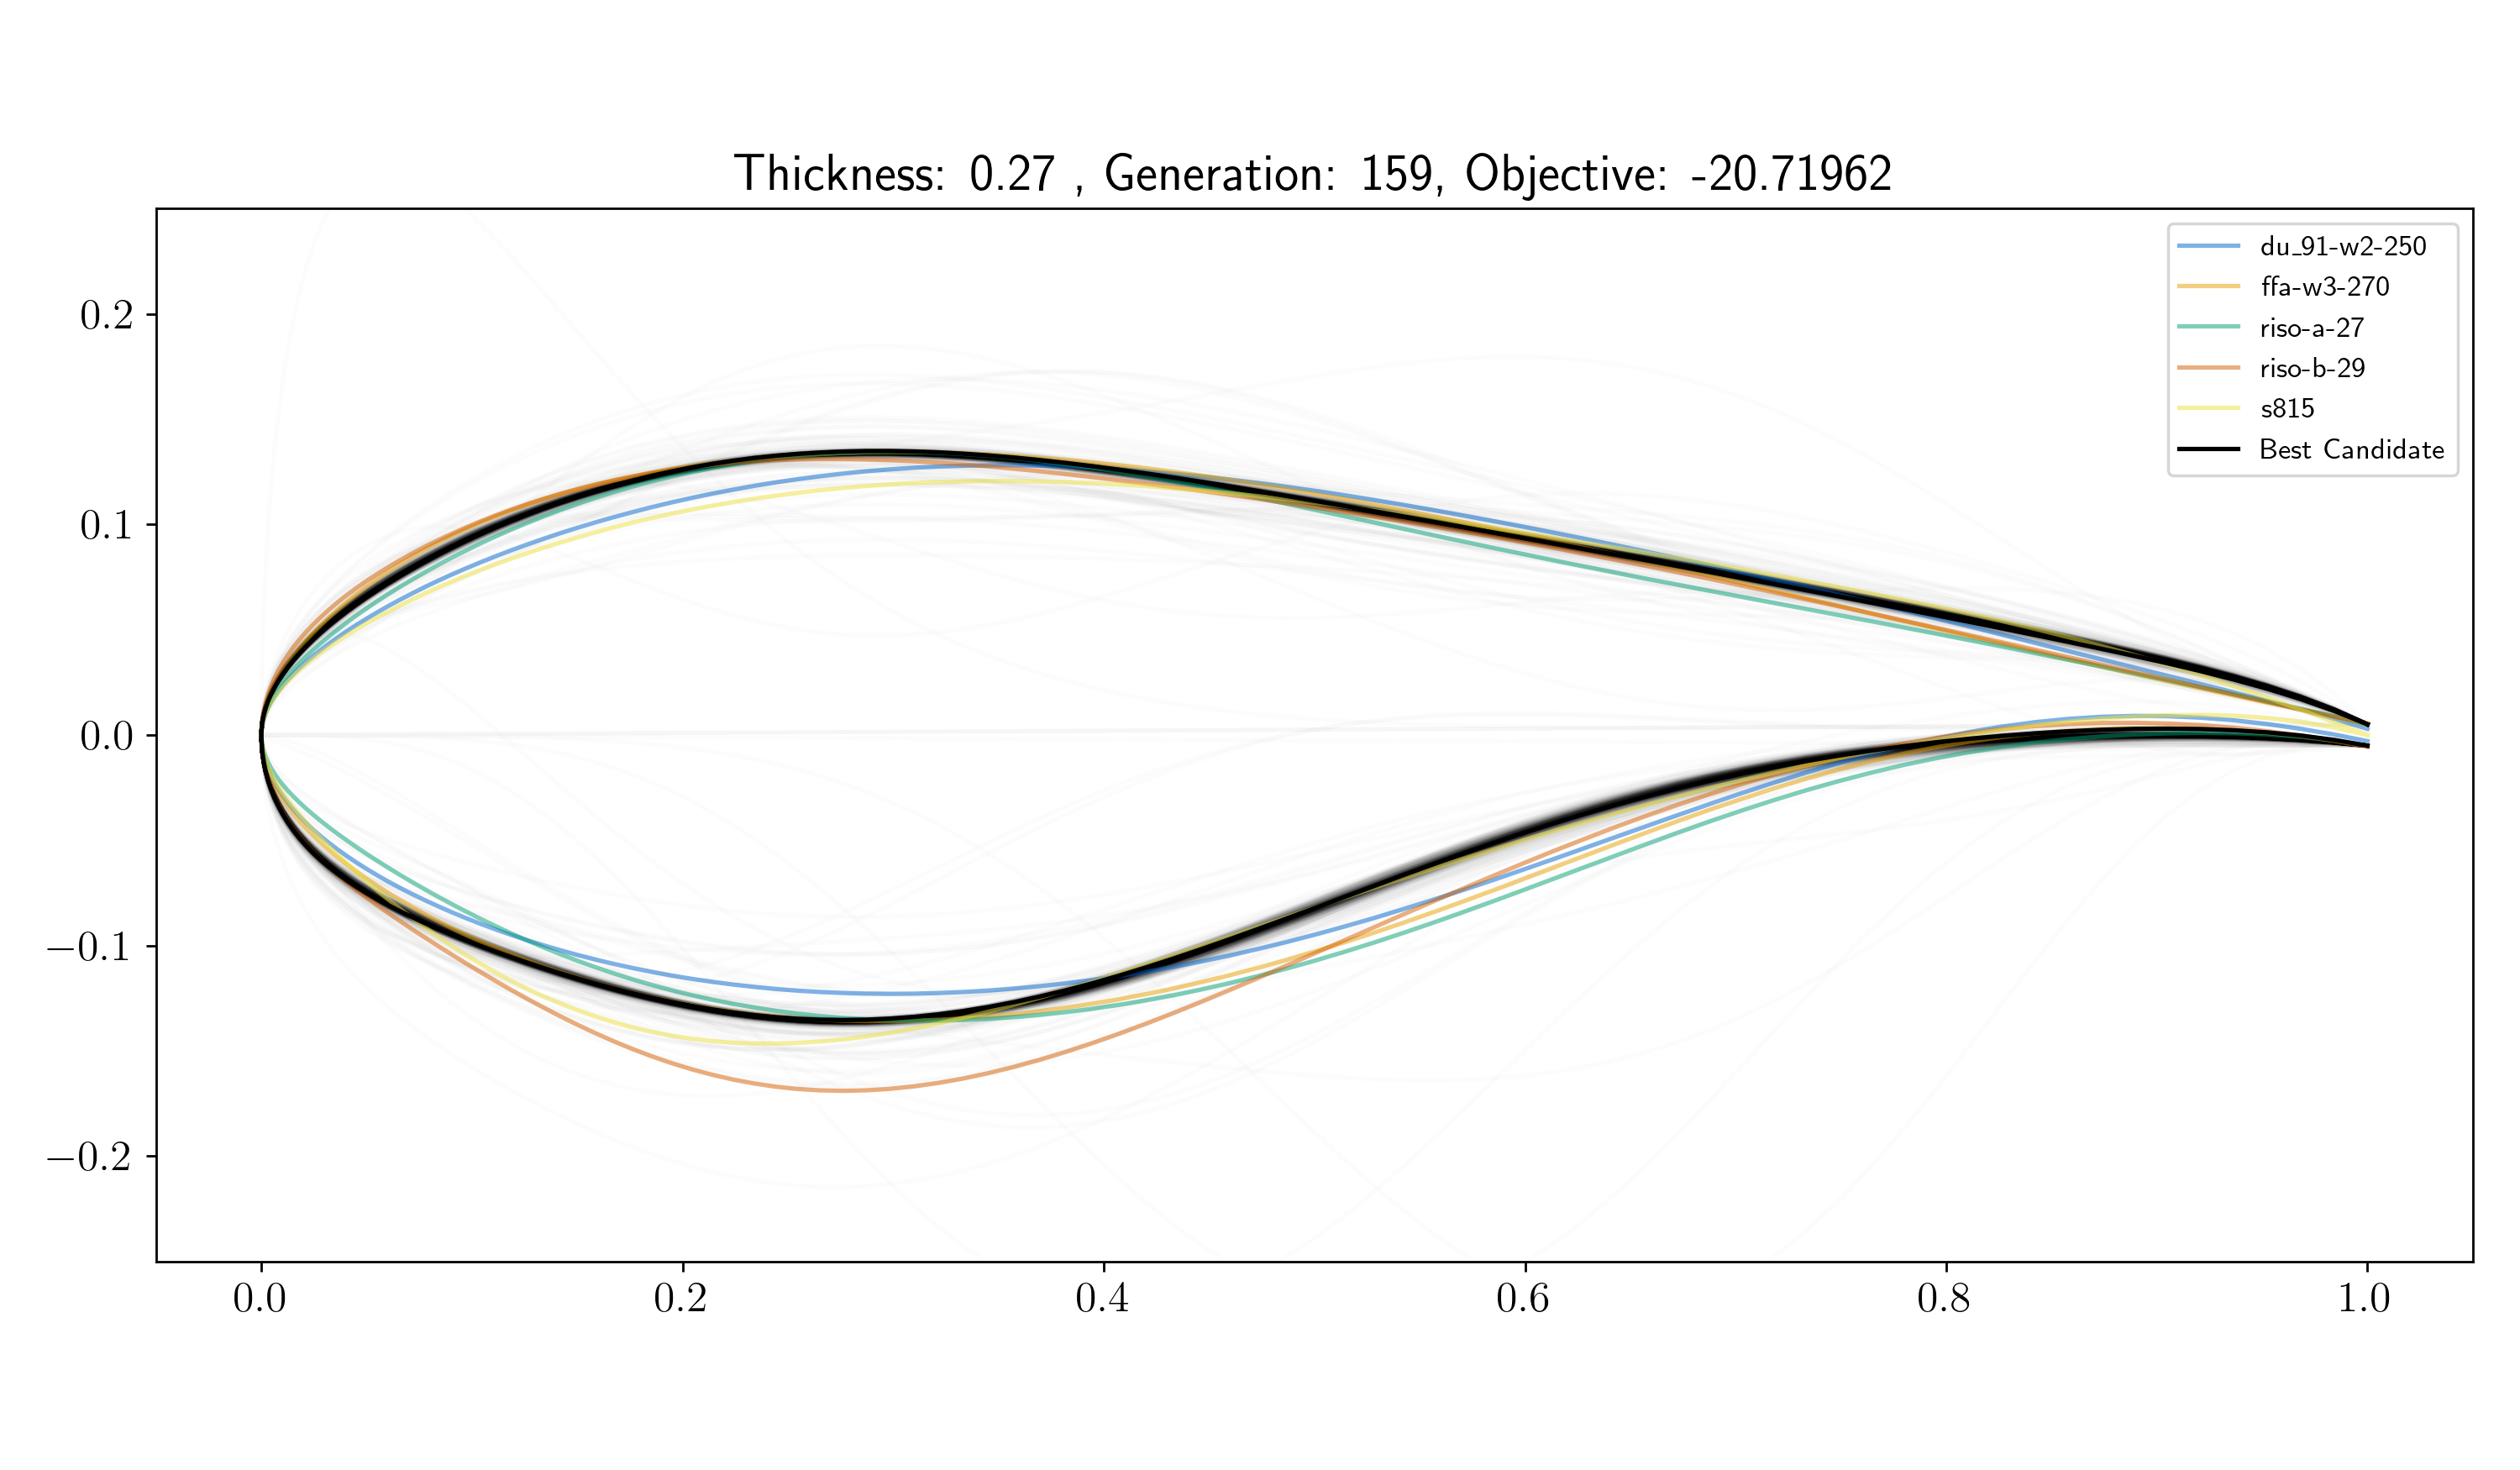 Thickness: 0.27 , Generation: 159, Objective: -20.71962
du_91-w2-250
ffa-w3-270
riso-a-27
riso-b-29
s815
Best Candidate
0.2
0.1
0.0
−0.1
−0.2
0.0 0.2 0.4 0.6 0.8 1.0